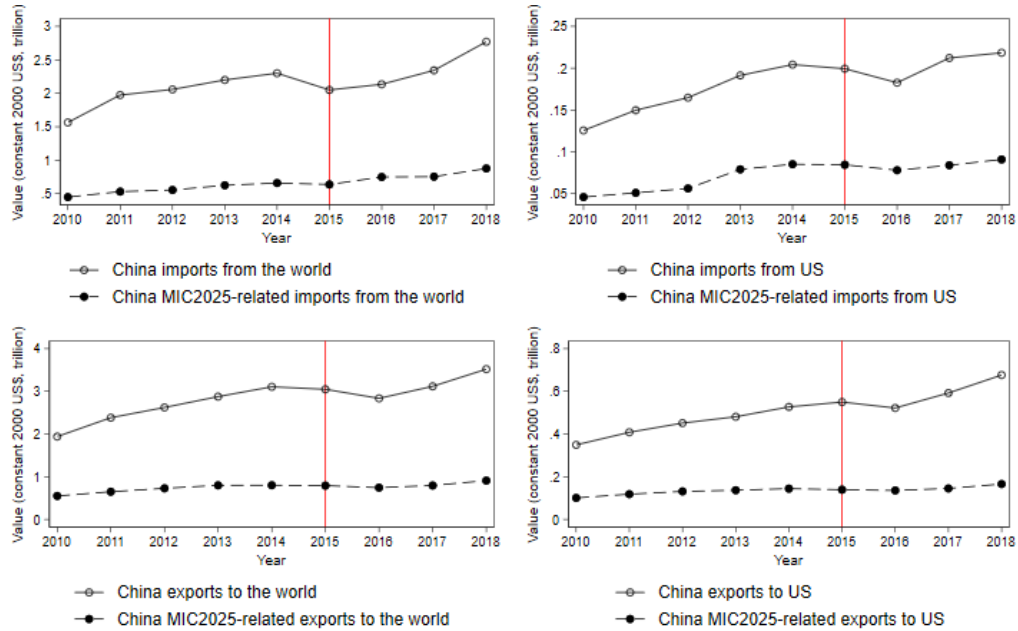 Value (constant 2000 US$, trillion)
3
2.5
2
1.5
1
.5
2010 2011 2012 2013 2014 2015 2016 2017 2018
Year
China imports from the world
China MIC2025-related imports from the world
Value (constant 2000 US$, trillion)
.25
.2
.15
.1
.05
2010 2011 2012 2013 2014 2015 2016 2017 2018
Year
China imports from US
China MIC2025-related imports from US
Value (constant 2000 US$, trillion)
4
3
2
1
0
2010 2011 2012 2013 2014 2015 2016 2017 2018
Year
China exports to the world
China MIC2025-related exports to the world
Value (constant 2000 US$, trillion)
.8
.6
.4
.2
0
2010 2011 2012 2013 2014 2015 2016 2017 2018
Year
China exports to US
China MIC2025-related exports to US